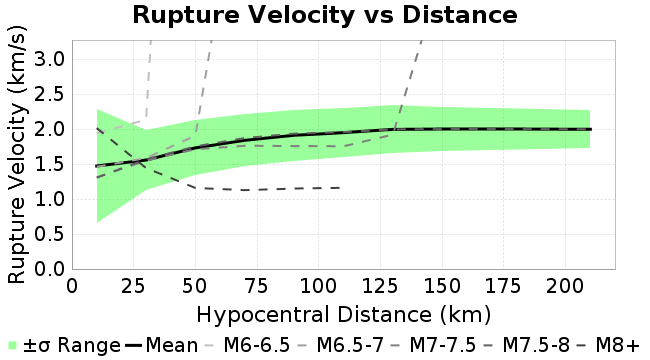 Rupture Velocity vs Distance
Rupture Velocity (km/s)
3.0
2.5
2.0
1.5
1.0
0.5
0.0
0 25 50 75 100 125 150 175 200
Hypocentral Distance (km)
±σ Range Mean M6-6.5 M6.5-7 M7-7.5 M7.5-8 M8+